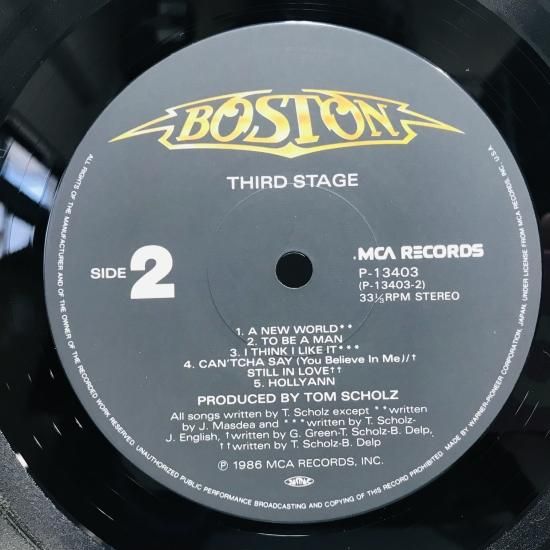 BOSTON
THIRD STAGE
MCA RECORDS
SIDE 2
P-13403
(P-13403-2)
33⅓RPM STEREO
1. A NEW WORLD**
2. TO BE A MAN
3. I THINK I LIKE IT***
4. CAN'TCHA SAY (You Believe In Me)/†
STILL IN LOVE††
5. HOLLYANN
PRODUCED BY TOM SCHOLZ
All songs written by T. Scholz except **written
by J. Masdea and ***written by T. Scholz-
J. English, †written by G. Green-T. Scholz-B. Delp,
††written by T. Scholz-B. Delp
℗ 1986 MCA RECORDS, INC.
ALL RIGHTS OF THE MANUFACTURER AND OF THE OWNER OF THE RECORDED WORK RESERVED. UNAUTHORIZED PUBLIC PERFORMANCE BROADCASTING AND COPYING OF THIS RECORD PROHIBITED. MADE BY WARNER-PIONEER CORPORATION, JAPAN, UNDER LICENSE FROM MCA RECORDS, INC. U.S.A.